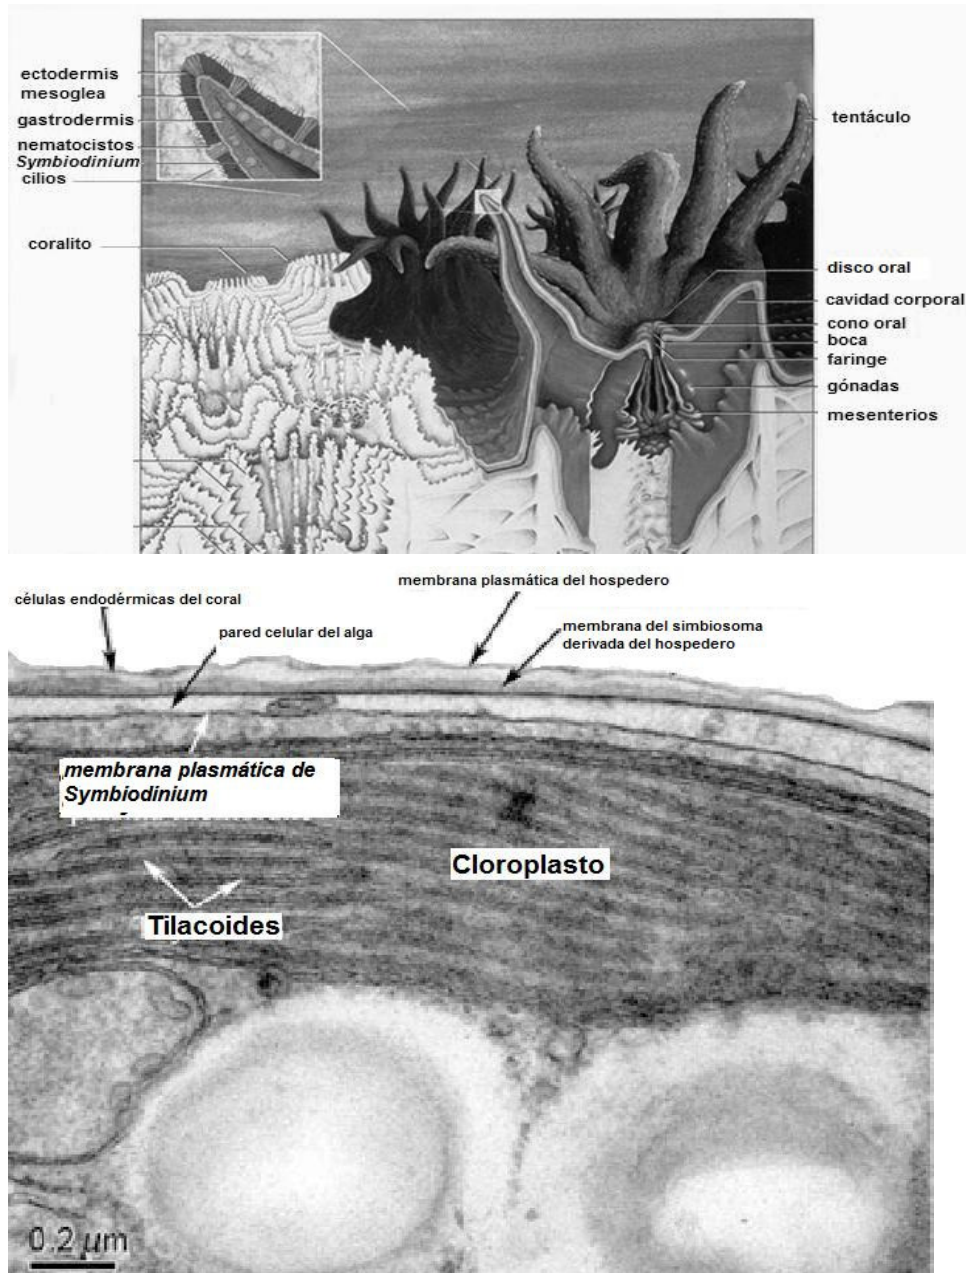 ectodermis
mesoglea
gastrodermis
nematocistos
Symbiodinium
cilios
coralito
tentáculo
disco oral
cavidad corporal
cono oral
boca
faringe
gónadas
mesenterios
membrana plasmática del hospedero
células endodérmicas del coral
pared celular del alga
membrana del simbiosoma
derivada del hospedero
membrana plasmática de
Symbiodinium
Cloroplasto
Tilacoides
0.2 µm